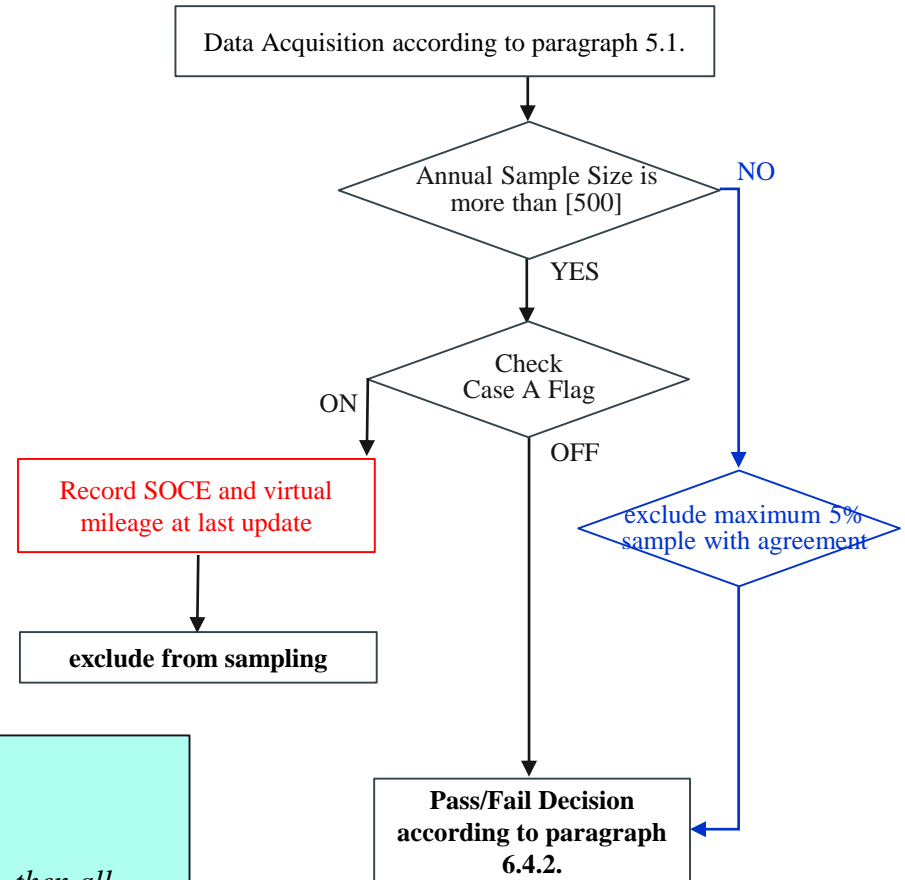 Data Acquisition according to paragraph 5.1.
Annual Sample Size is
more than [500]
NO
YES
Check
Case A Flag
ON
OFF
Record SOCE and virtual
mileage at last update
exclude maximum 5%
sample with agreement
exclude from sampling
Pass/Fail Decision
according to paragraph
6.4.2.
then all